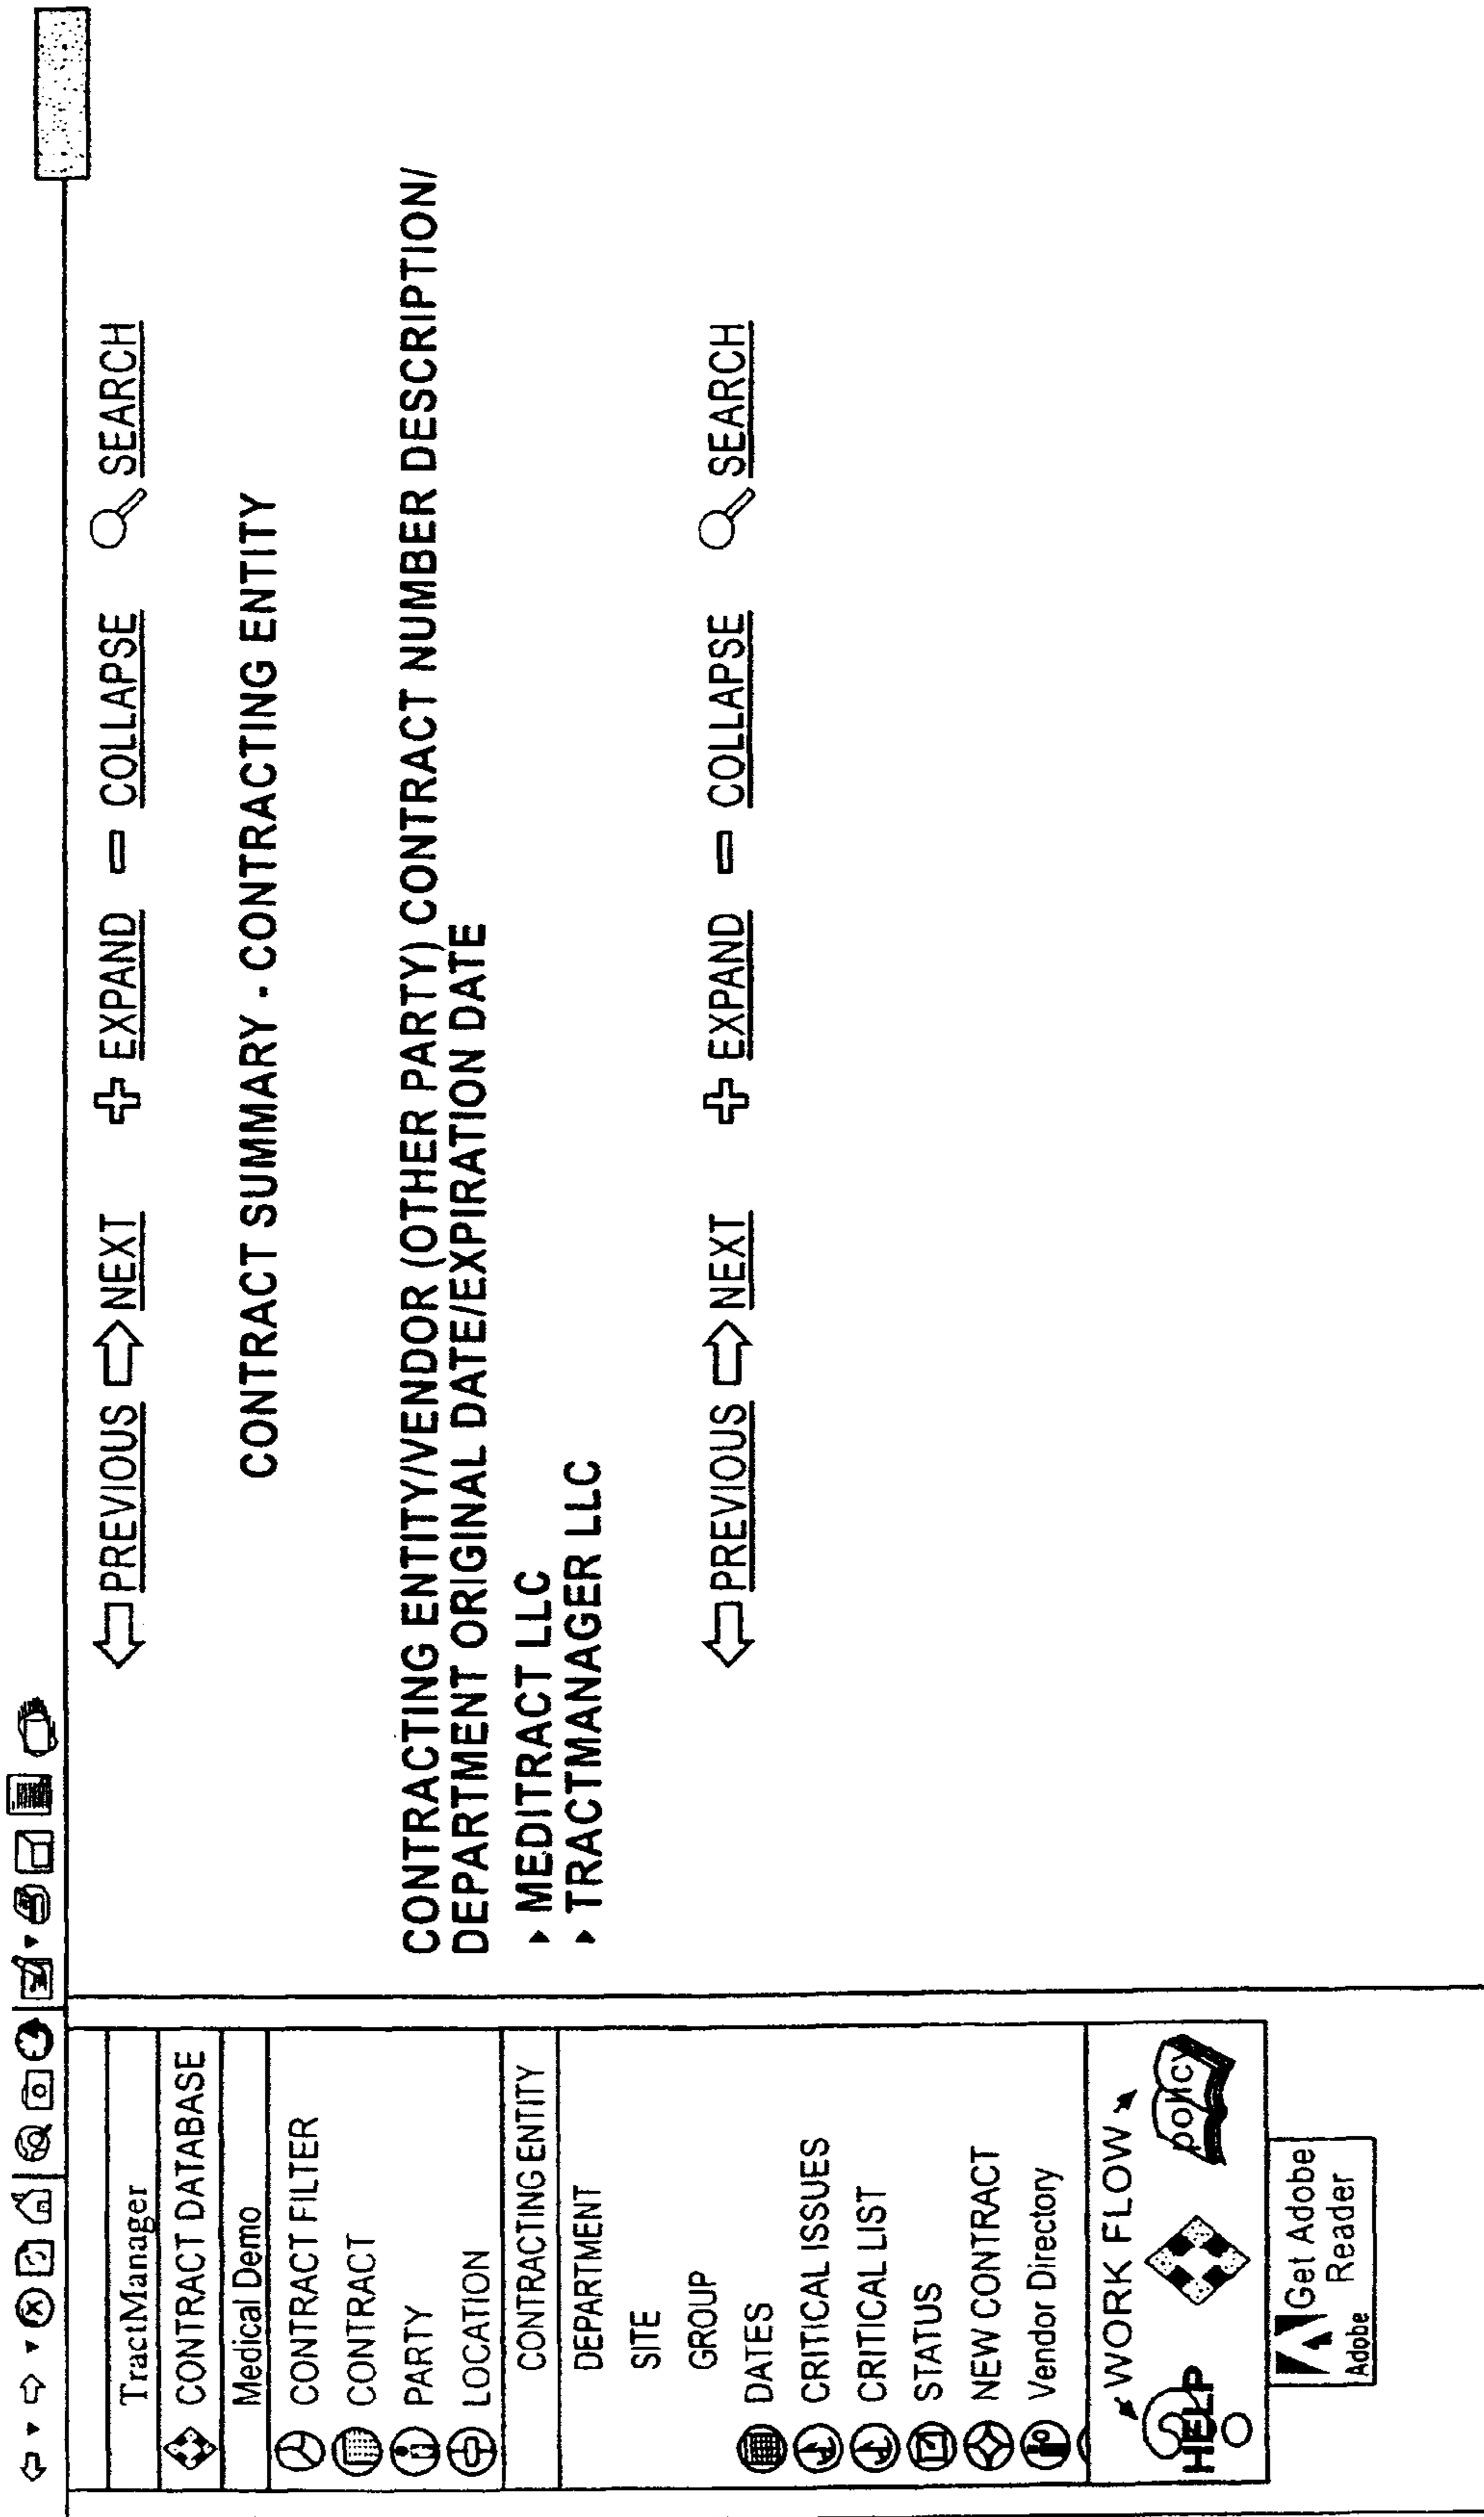 TractManager
CONTRACT DATABASE
Medical Demo
CONTRACT FILTER
CONTRACT
PARTY
LOCATION
CONTRACTING ENTITY
DEPARTMENT
SITE
GROUP
DATES
CRITICAL ISSUES
CRITICAL LIST
STATUS
NEW CONTRACT
Vendor Directory
WORK FLOW
HELP
POLICY
Get Adobe
Reader
Adobe
PREVIOUS NEXT EXPAND COLLAPSE SEARCH
CONTRACT SUMMARY - CONTRACTING ENTITY
CONTRACTING ENTITY/VENDOR (OTHER PARTY) CONTRACT NUMBER DESCRIPTION/
DEPARTMENT ORIGINAL DATE/EXPIRATION DATE
MEDITRACT LLC
TRACTMANAGER LLC
PREVIOUS NEXT EXPAND COLLAPSE SEARCH